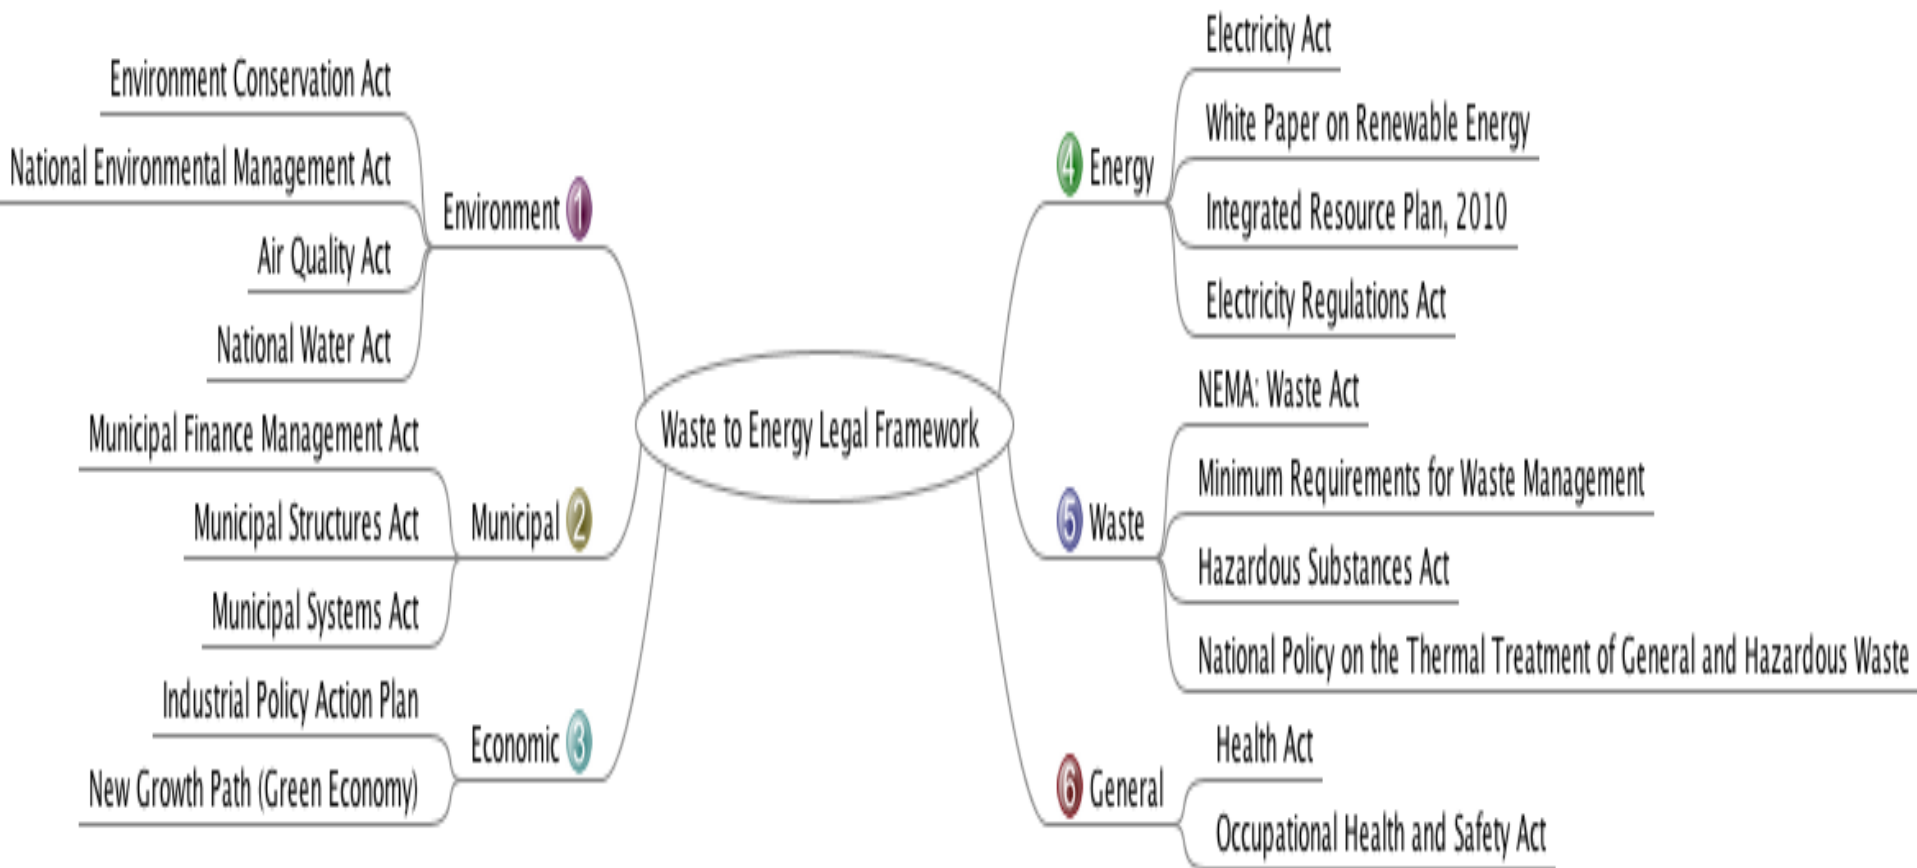 Waste to Energy Legal Framework
Environment 1
Environment Conservation Act
National Environmental Management Act
Air Quality Act
National Water Act
Municipal 2
Municipal Finance Management Act
Municipal Structures Act
Municipal Systems Act
Economic 3
Industrial Policy Action Plan
New Growth Path (Green Economy)
4 Energy
Electricity Act
White Paper on Renewable Energy
Integrated Resource Plan, 2010
Electricity Regulations Act
5 Waste
NEMA: Waste Act
Minimum Requirements for Waste Management
Hazardous Substances Act
National Policy on the Thermal Treatment of General and Hazardous Waste
6 General
Health Act
Occupational Health and Safety Act